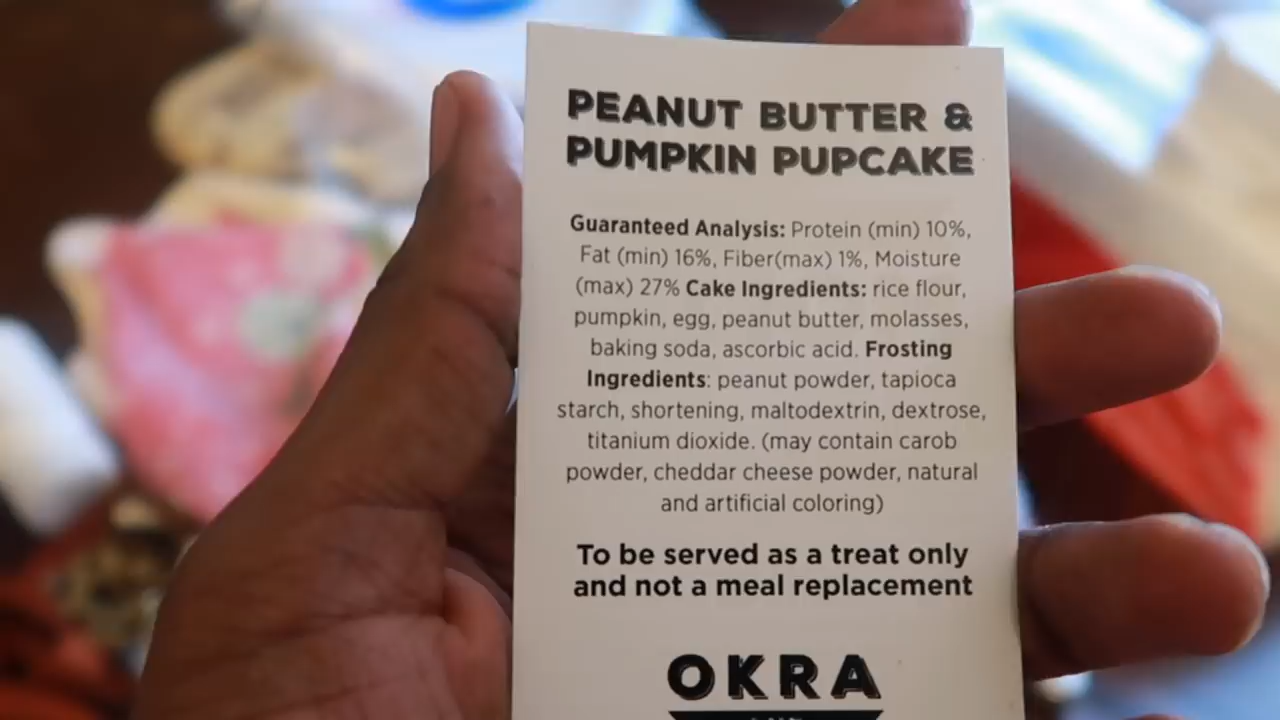 PEANUT BUTTER &
PUMPKIN PUPCAKE
Guaranteed Analysis: Protein (min) 10%,
Fat (min) 16%, Fiber(max) 1%, Moisture
(max) 27% Cake Ingredients: rice flour,
pumpkin, egg, peanut butter, molasses,
baking soda, ascorbic acid. Frosting
Ingredients: peanut powder, tapioca
starch, shortening, maltodextrin, dextrose,
titanium dioxide. (may contain carob
powder, cheddar cheese powder, natural
and artificial coloring)
To be served as a treat only
and not a meal replacement
OKRA